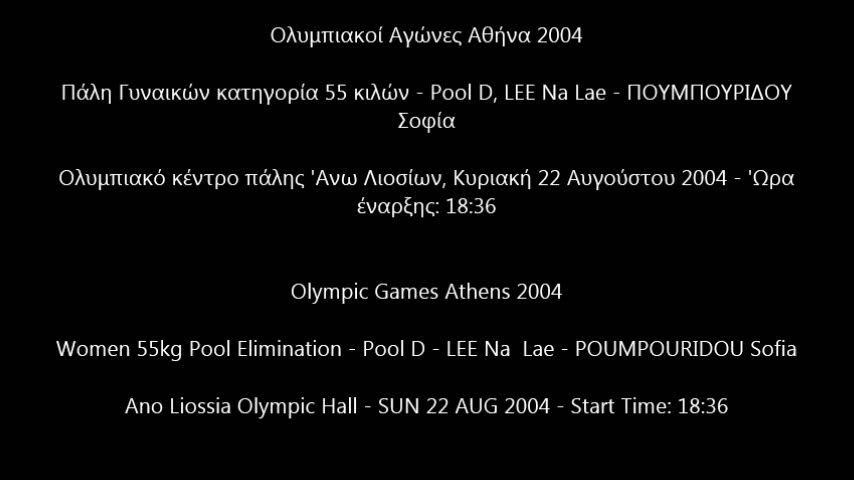 Ολυμπιακοί Αγώνες Αθήνα 2004
Πάλη Γυναικών κατηγορία 55 κιλών - Pool D, LEE Na Lae - ΠΟΥΜΠΟΥΡΙΔΟΥ
Σοφία
Ολυμπιακό κέντρο πάλης 'Ανω Λιοσίων, Κυριακή 22 Αυγούστου 2004 - 'Ωρα
έναρξης: 18:36
Olympic Games Athens 2004
Women 55kg Pool Elimination - Pool D - LEE Na  Lae - POUMPOURIDOU Sofia
Ano Liossia Olympic Hall - SUN 22 AUG 2004 - Start Time: 18:36